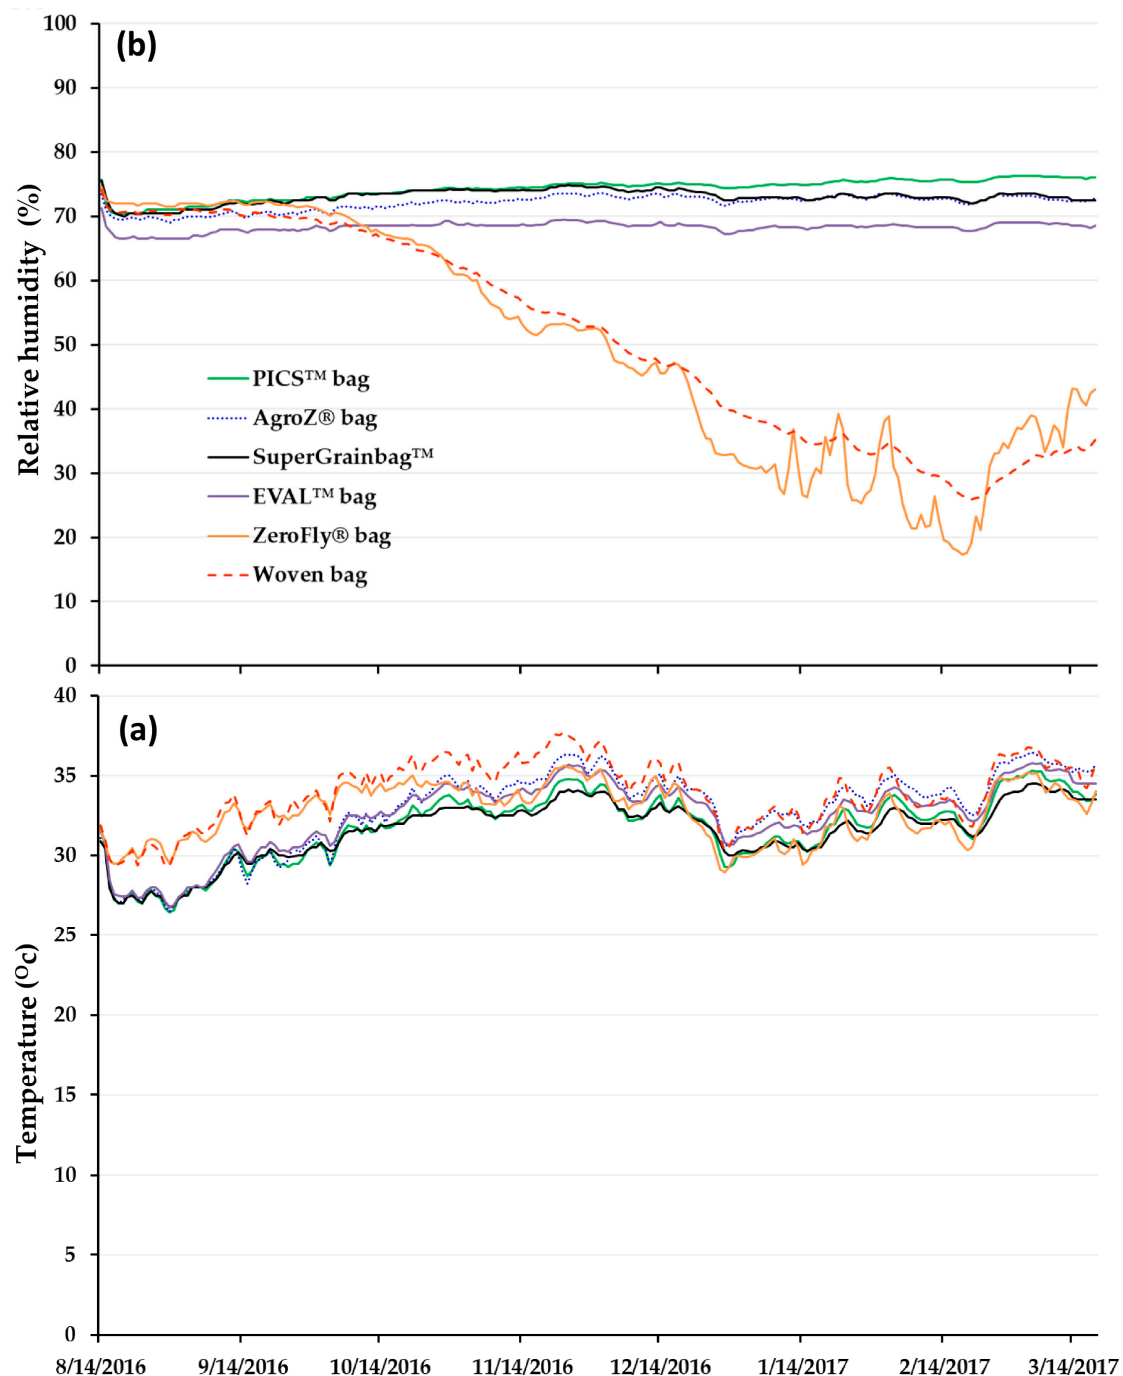 100
(b)
90
80
70
60
50
40
30
20
10
0
Relative humidity (%)
PICS™ bag
AgroZ® bag
SuperGrainbag™
EVAL™ bag
ZeroFly® bag
Woven bag
40
(a)
35
30
25
20
15
10
5
0
Temperature (ᴼc)
8/14/2016 9/14/2016 10/14/2016 11/14/2016 12/14/2016 1/14/2017 2/14/2017 3/14/2017